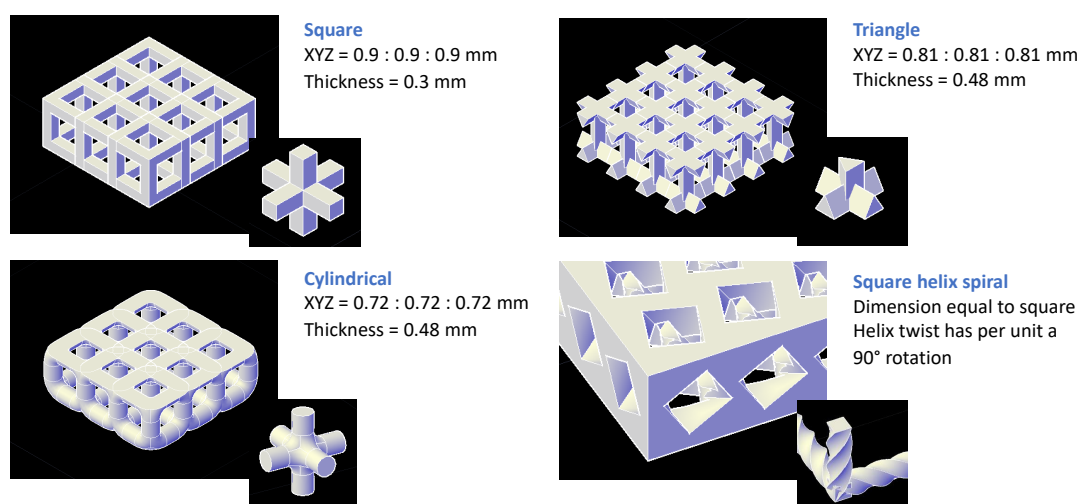 Square
XYZ = 0.9 : 0.9 : 0.9 mm
Thickness = 0.3 mm
Triangle
XYZ = 0.81 : 0.81 : 0.81 mm
Thickness = 0.48 mm
Cylindrical
XYZ = 0.72 : 0.72 : 0.72 mm
Thickness = 0.48 mm
Square helix spiral
Dimension equal to square
Helix twist has per unit a
90° rotation